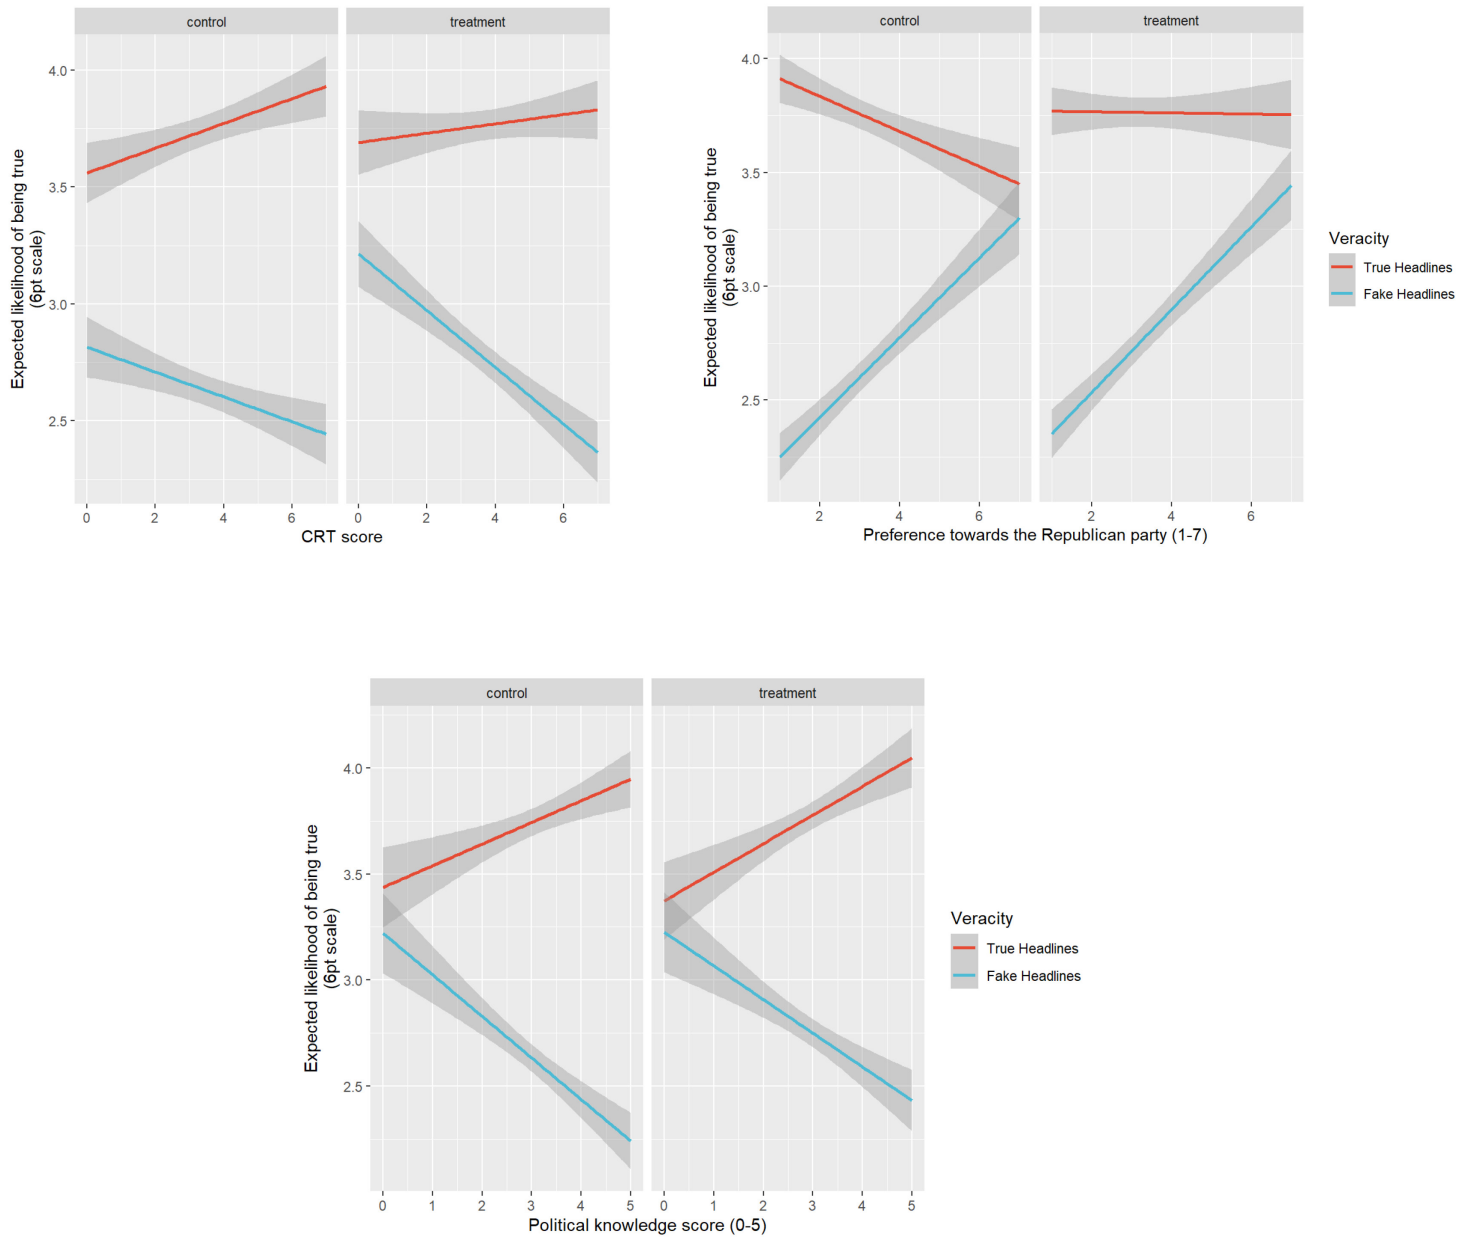 control
treatment
4.0
3.5
3.0
2.5
Expected likelihood of being true
(6pt scale)
0 2 4 6
0 2 4 6
CRT score
control
treatment
4.0
3.5
3.0
2.5
Expected likelihood of being true
(6pt scale)
2 4 6
2 4 6
Preference towards the Republican party (1-7)
Veracity
True Headlines
Fake Headlines
control
treatment
4.0
3.5
3.0
2.5
Expected likelihood of being true
(6pt scale)
0 1 2 3 4 5
0 1 2 3 4 5
Political knowledge score (0-5)
Veracity
True Headlines
Fake Headlines